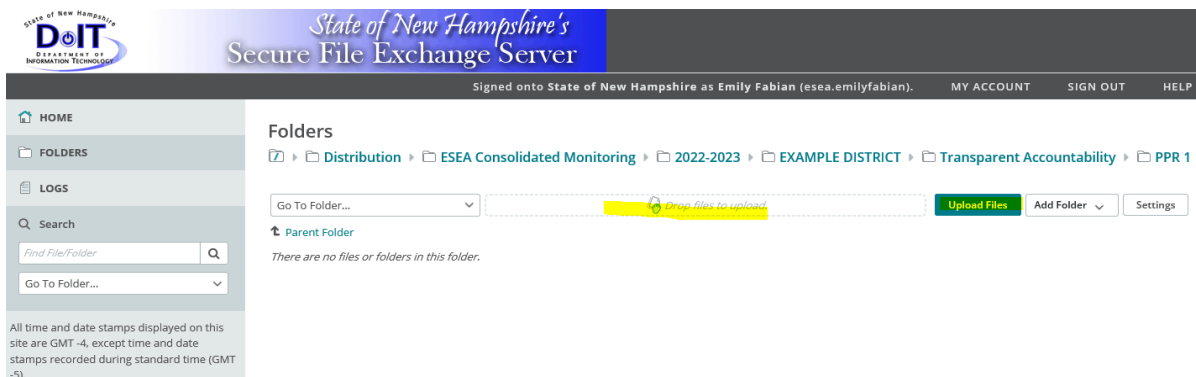 State of New Hampshire
DoIT
DEPARTMENT OF
INFORMATION TECHNOLOGY
State of New Hampshire's
Secure File Exchange Server
Signed onto State of New Hampshire as Emily Fabian (esea.emilyfabian).
MY ACCOUNT
SIGN OUT
HELP
HOME
FOLDERS
LOGS
Search
Find File/Folder
Go To Folder...
All time and date stamps displayed on this
site are GMT -4, except time and date
stamps recorded during standard time (GMT
-5)
Folders
/ Distribution ESEA Consolidated Monitoring 2022-2023 EXAMPLE DISTRICT Transparent Accountability PPR 1
Go To Folder...
Drop files to upload.
Upload Files
Add Folder
Settings
Parent Folder
There are no files or folders in this folder.